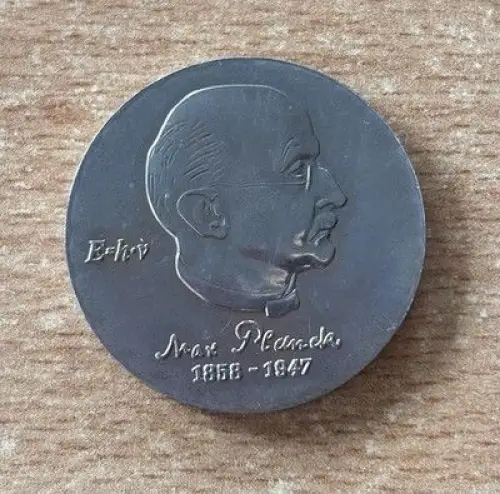 E=h·ν
Max Planck
1858 - 1947